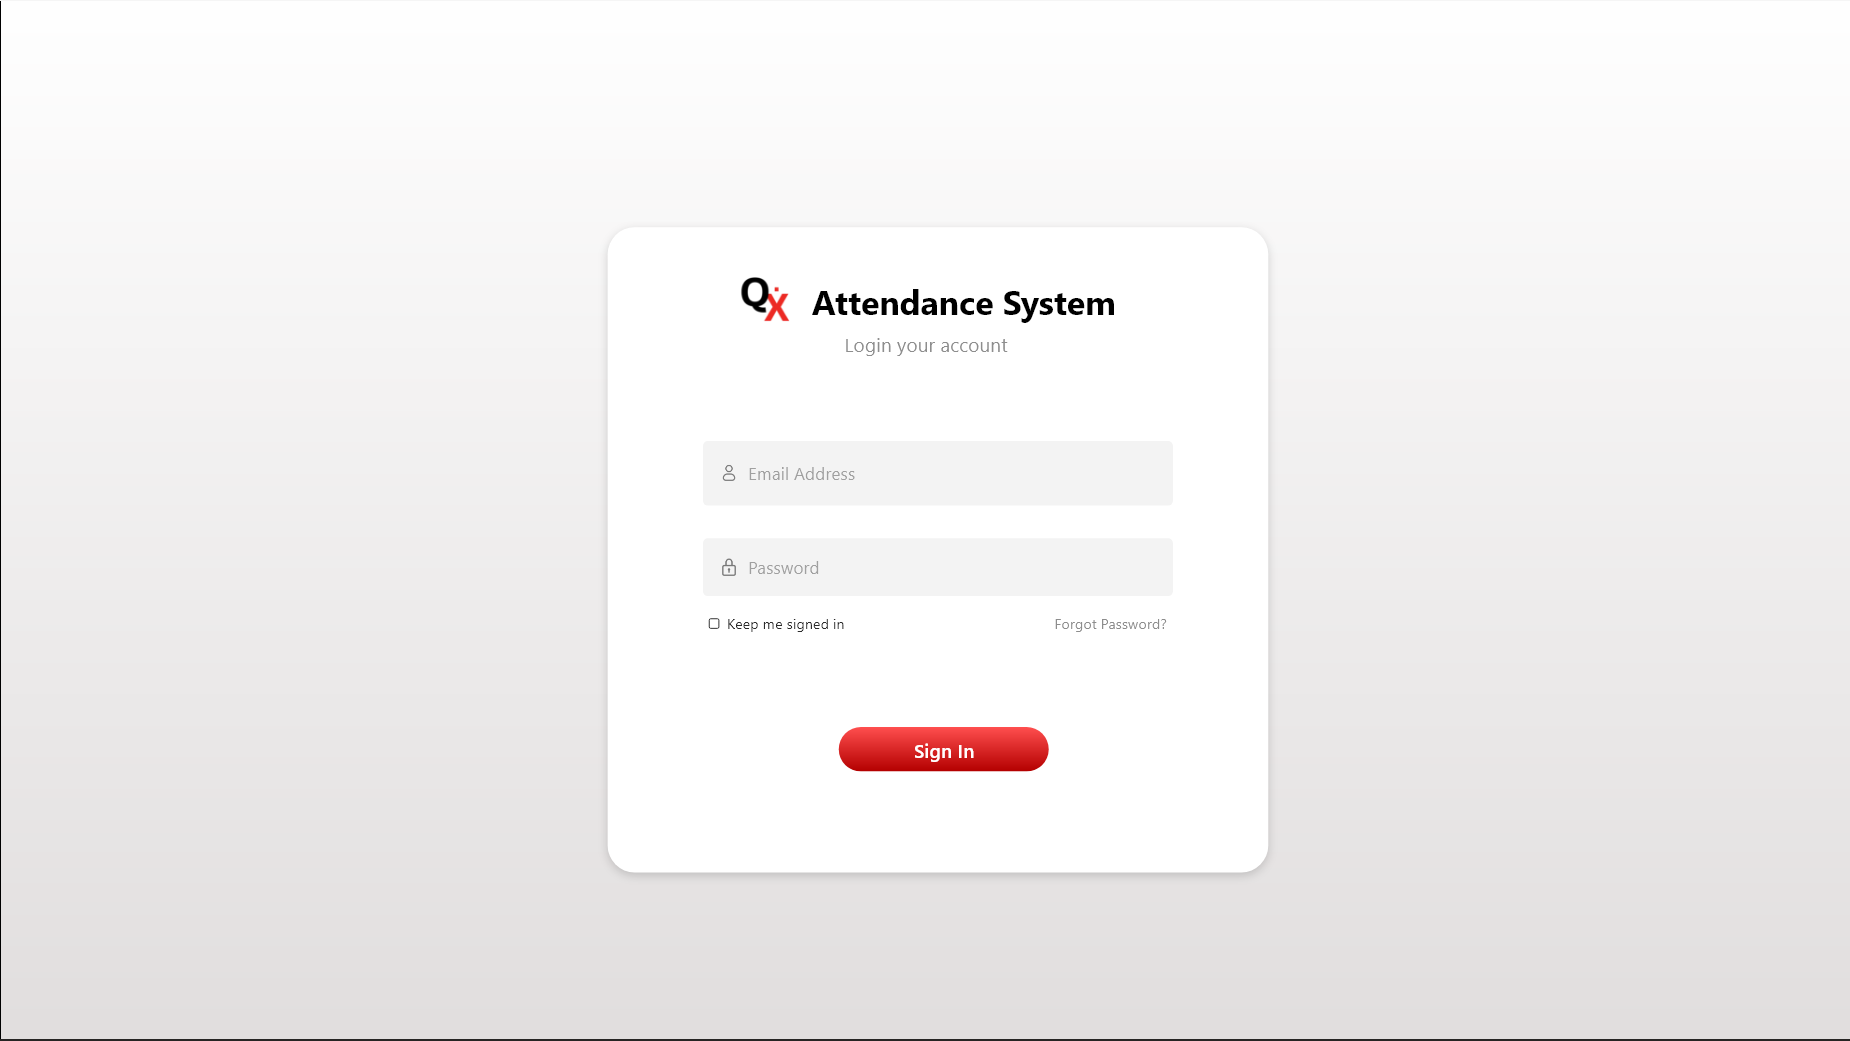 QX Attendance System
Login your account
Email Address
Password
Keep me signed in Forgot Password?
Sign In